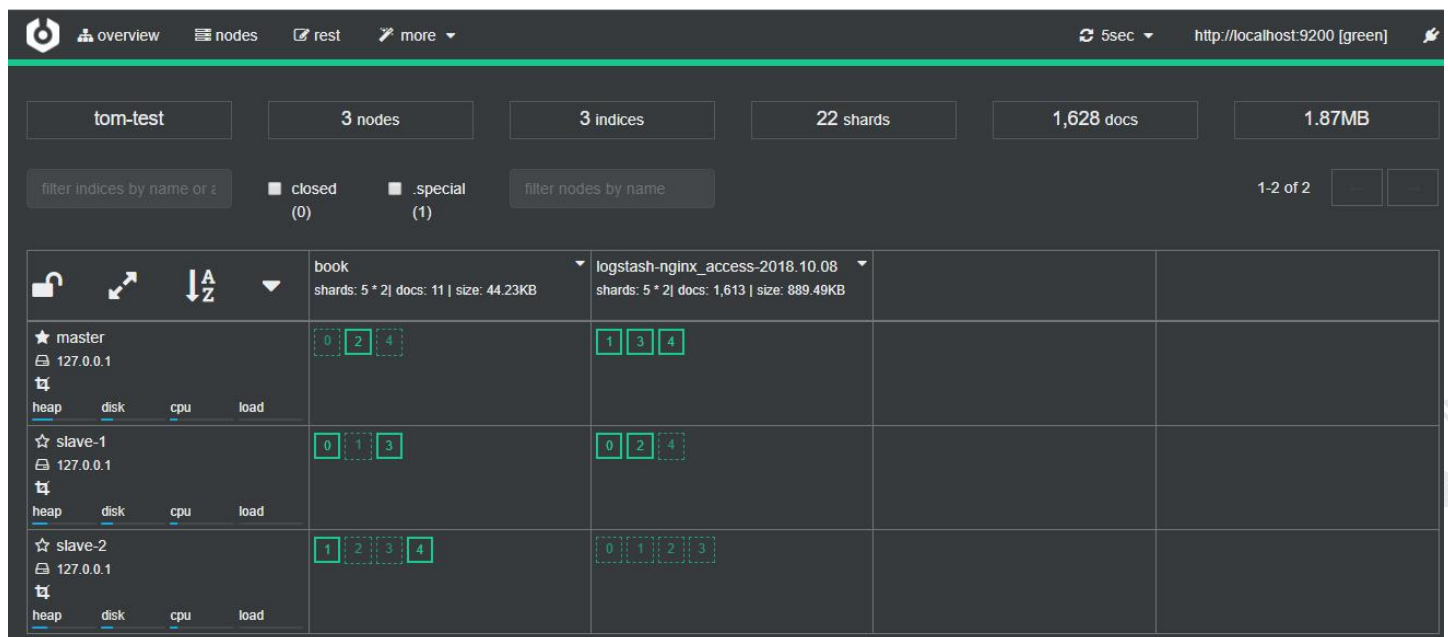 overview nodes rest more 5sec http://localhost:9200 [green]
tom-test 3 nodes 3 indices 22 shards 1,628 docs 1.87MB
filter indices by name or a closed (0) .special (1) filter nodes by name 1-2 of 2
book
shards: 5 * 2| docs: 11 | size: 44.23KB
logstash-nginx_access-2018.10.08
shards: 5 * 2| docs: 1,613 | size: 889.49KB
A
Z
master
127.0.0.1
heap disk cpu load
0 2 4
1 3 4
slave-1
127.0.0.1
heap disk cpu load
0 1 3
0 2 4
slave-2
127.0.0.1
heap disk cpu load
1 2 3 4
0 1 2 3